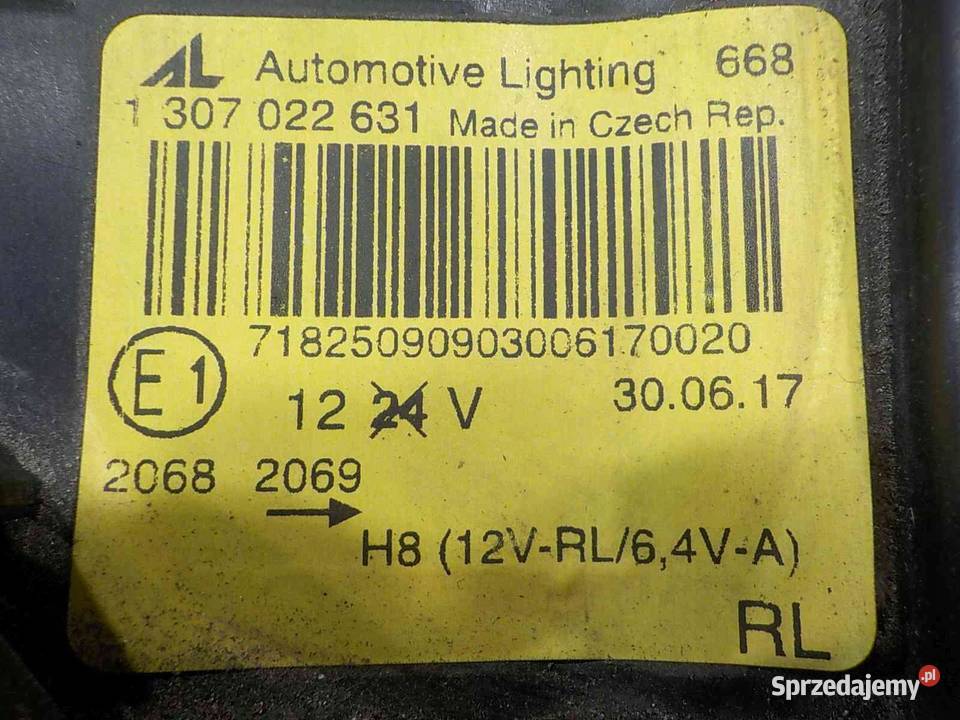 AL Automotive Lighting 668
1 307 022 631 Made in Czech Rep.
71825090903006170020
E1 12 24 V 30.06.17
2068 2069
H8 (12V-RL/6,4V-A)
RL
Sprzedajemy.pl